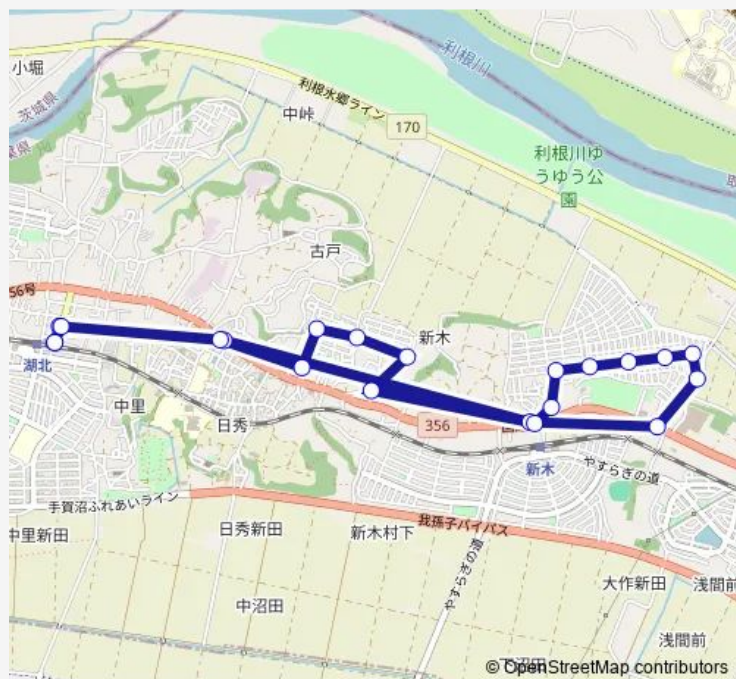 利根川
小堀
茨城県
利根水郷ライン
中峠
170
利根川ゆ
うゆう公
園
古戸
56号
新木
湖北
中里
日秀
356
新木
やすらぎの道
手賀沼ふれあいライン
中里新田
日秀新田
新木村下
我孫子バイパス
大作新田
浅間前
中沼田
浅間前
下沼田
© OpenStreetMap contributors